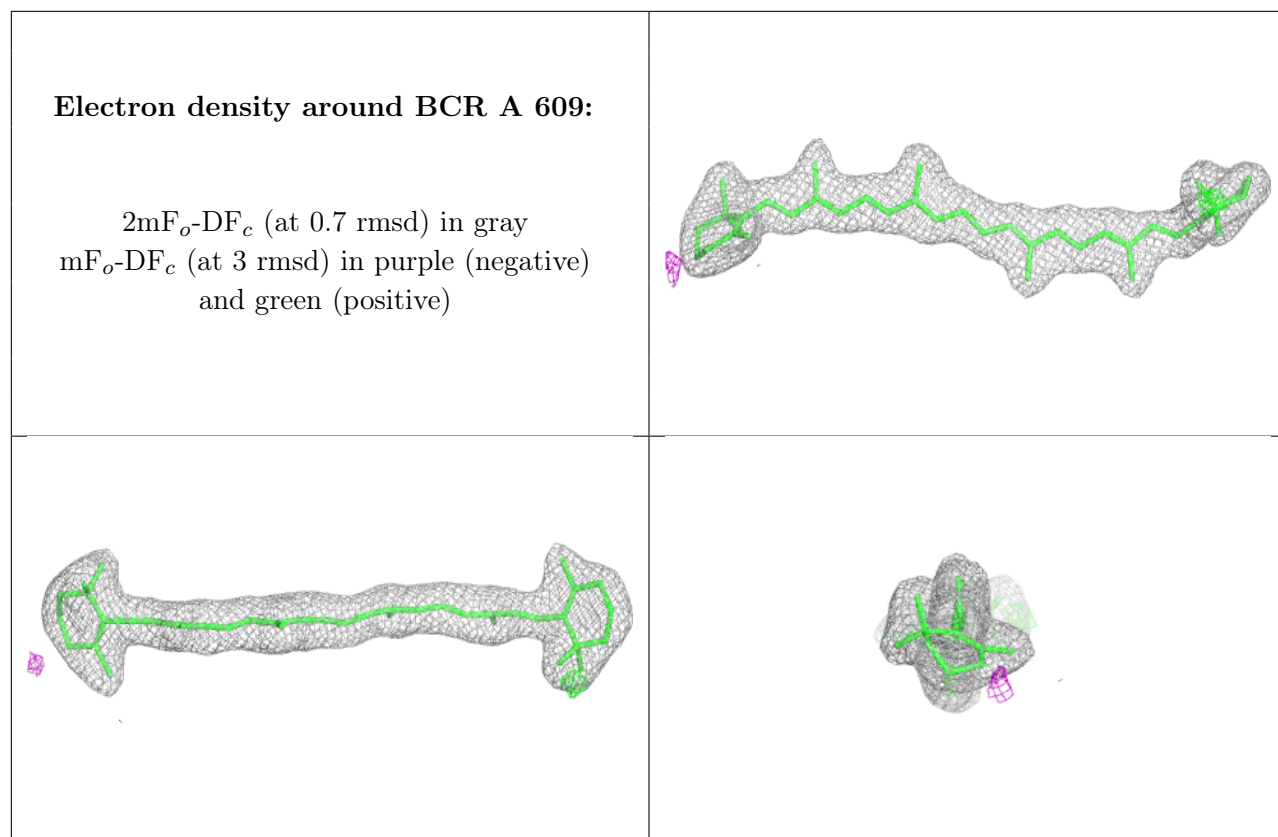 Electron density around BCR A 609:
2mFo-DFc (at 0.7 rmsd) in gray
mFo-DFc (at 3 rmsd) in purple (negative)
and green (positive)